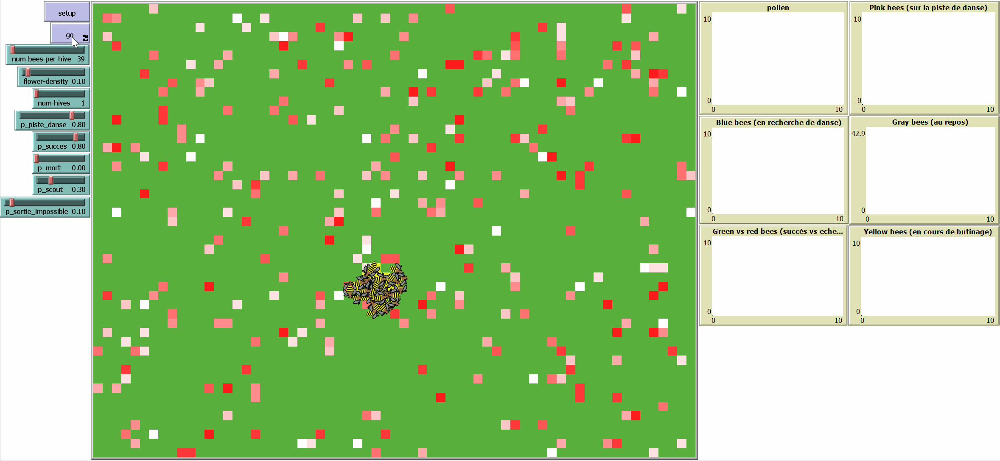 setup
go
num-bees-per-hive 39
flower-density 0.10
num-hives 1
p_piste_danse 0.80
p_succes 0.80
p_mort 0.00
p_scout 0.30
p_sortie_impossible 0.10
pollen
10
0
0 10
Pink bees (sur la piste de danse)
10
0
0 10
Blue bees (en recherche de danse)
10
0
0 10
Gray bees (au repos)
42.9
0
0 10
Green vs red bees (succès vs eche...
10
0
0 10
Yellow bees (en cours de butinage)
10
0
0 10